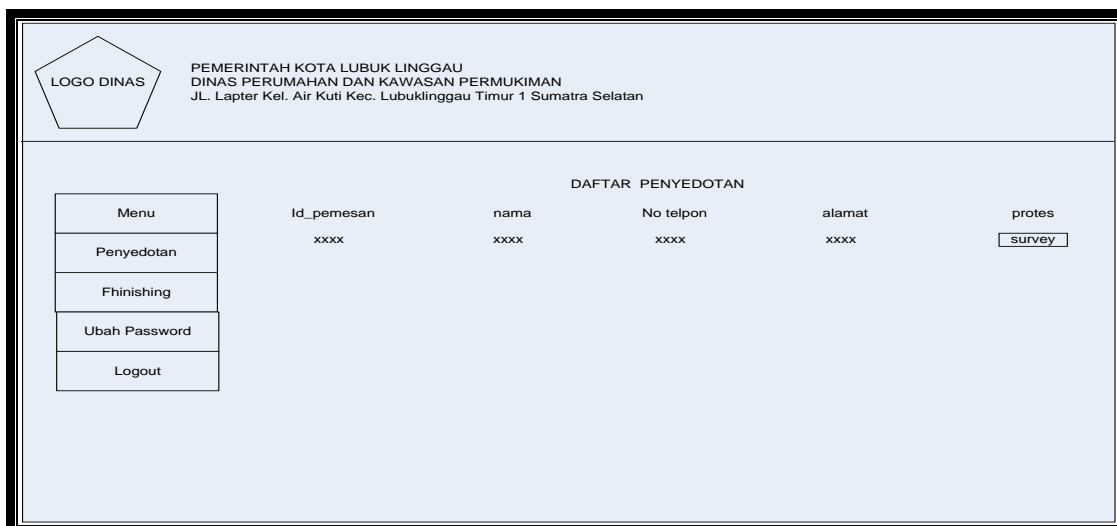 LOGO DINAS
PEMERINTAH KOTA LUBUK LINGGAU
DINAS PERUMAHAN DAN KAWASAN PERMUKIMAN
JL. Lapter Kel. Air Kuti Kec. Lubuklinggau Timur 1 Sumatra Selatan
DAFTAR PENYEDOTAN
Menu
Penyedotan
Fhinishing
Ubah Password
Logout
Id_pemesan nama No telpon alamat protes
xxxx xxxx xxxx xxxx survey